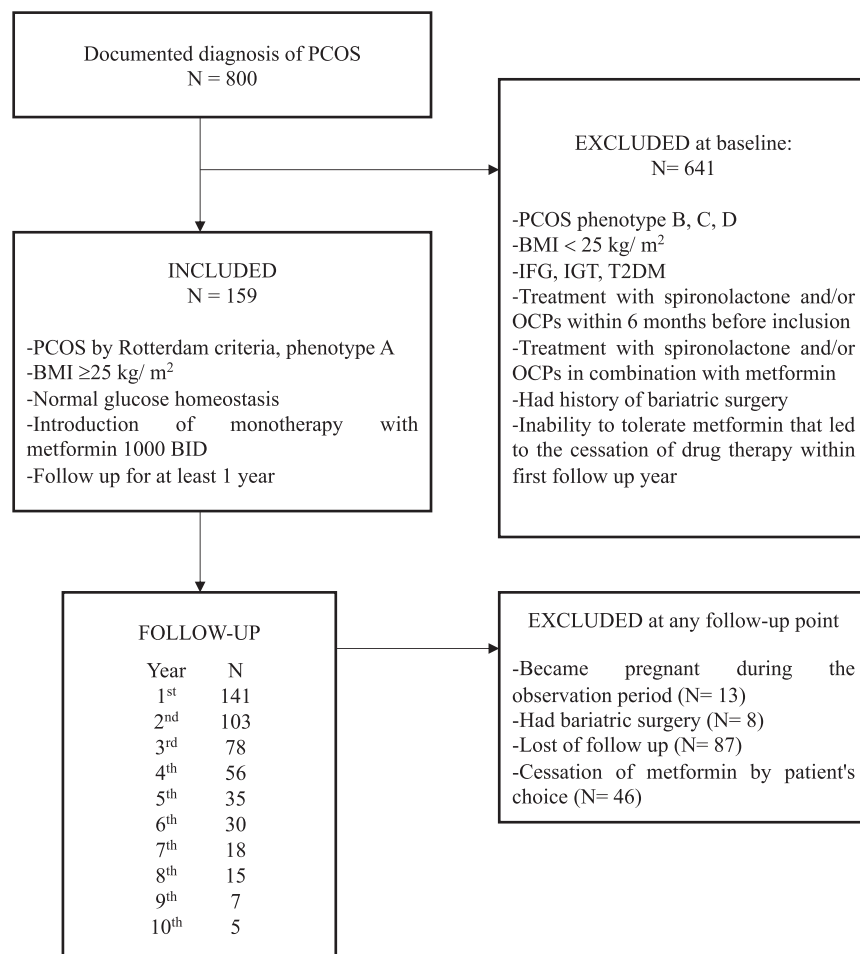 Documented diagnosis of PCOS
N = 800
EXCLUDED at baseline:
N= 641
-PCOS phenotype B, C, D
-BMI < 25 kg/ m²
-IFG, IGT, T2DM
-Treatment with spironolactone and/or
OCPs within 6 months before inclusion
-Treatment with spironolactone and/or
OCPs in combination with metformin
-Had history of bariatric surgery
-Inability to tolerate metformin that led
to the cessation of drug therapy within
first follow up year
INCLUDED
N = 159
-PCOS by Rotterdam criteria, phenotype A
-BMI ≥25 kg/ m²
-Normal glucose homeostasis
-Introduction of monotherapy with
metformin 1000 BID
-Follow up for at least 1 year
FOLLOW-UP
Year N
1st 141
2nd 103
3rd 78
4th 56
5th 35
6th 30
7th 18
8th 15
9th 7
10th 5
EXCLUDED at any follow-up point
-Became pregnant during the
observation period (N= 13)
-Had bariatric surgery (N= 8)
-Lost of follow up (N= 87)
-Cessation of metformin by patient's
choice (N= 46)